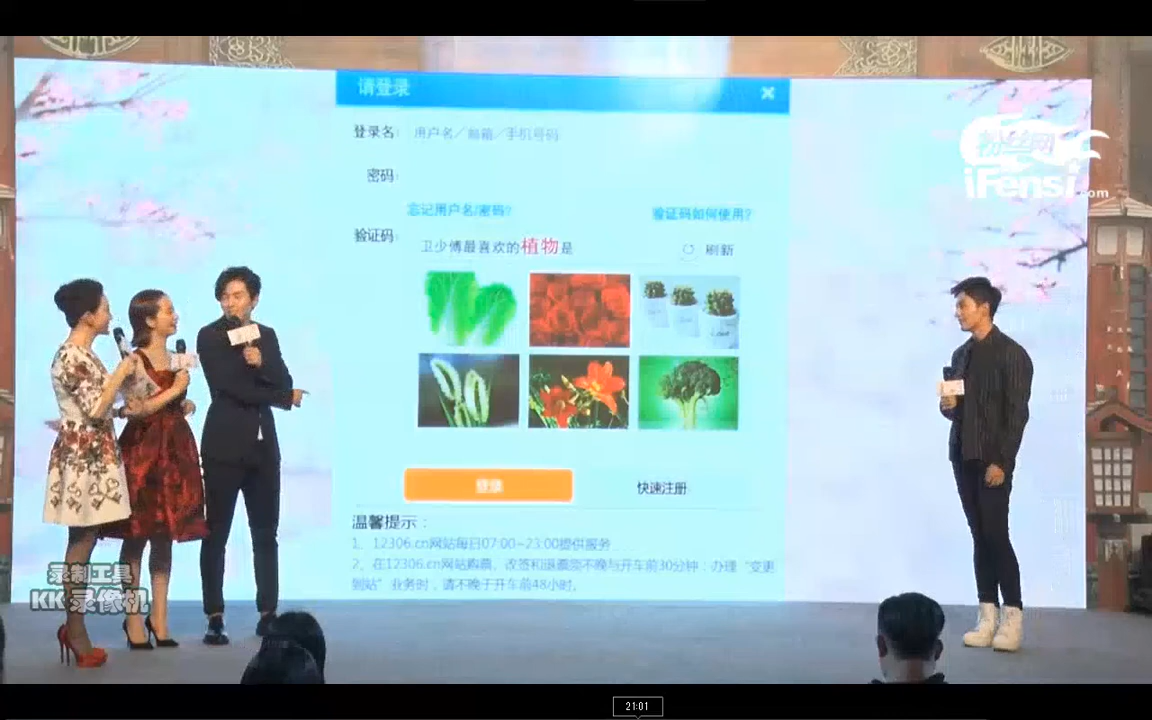 请登录
登录名： 用户名／邮箱／手机号码
粉丝网
iFensi.com
密码：
忘记用户名/密码? 验证码如何使用?
验证码： 卫少傅最喜欢的植物是 刷新
登录 快速注册
温馨提示：
1、12306.cn网站每日07:00~23:00提供服务
2、在12306.cn网站购票、改签和退票须不晚于开车前30分钟；办理“变更
到站”业务时，请不晚于开车前48小时。
录制工具
KK 录像机
21:01